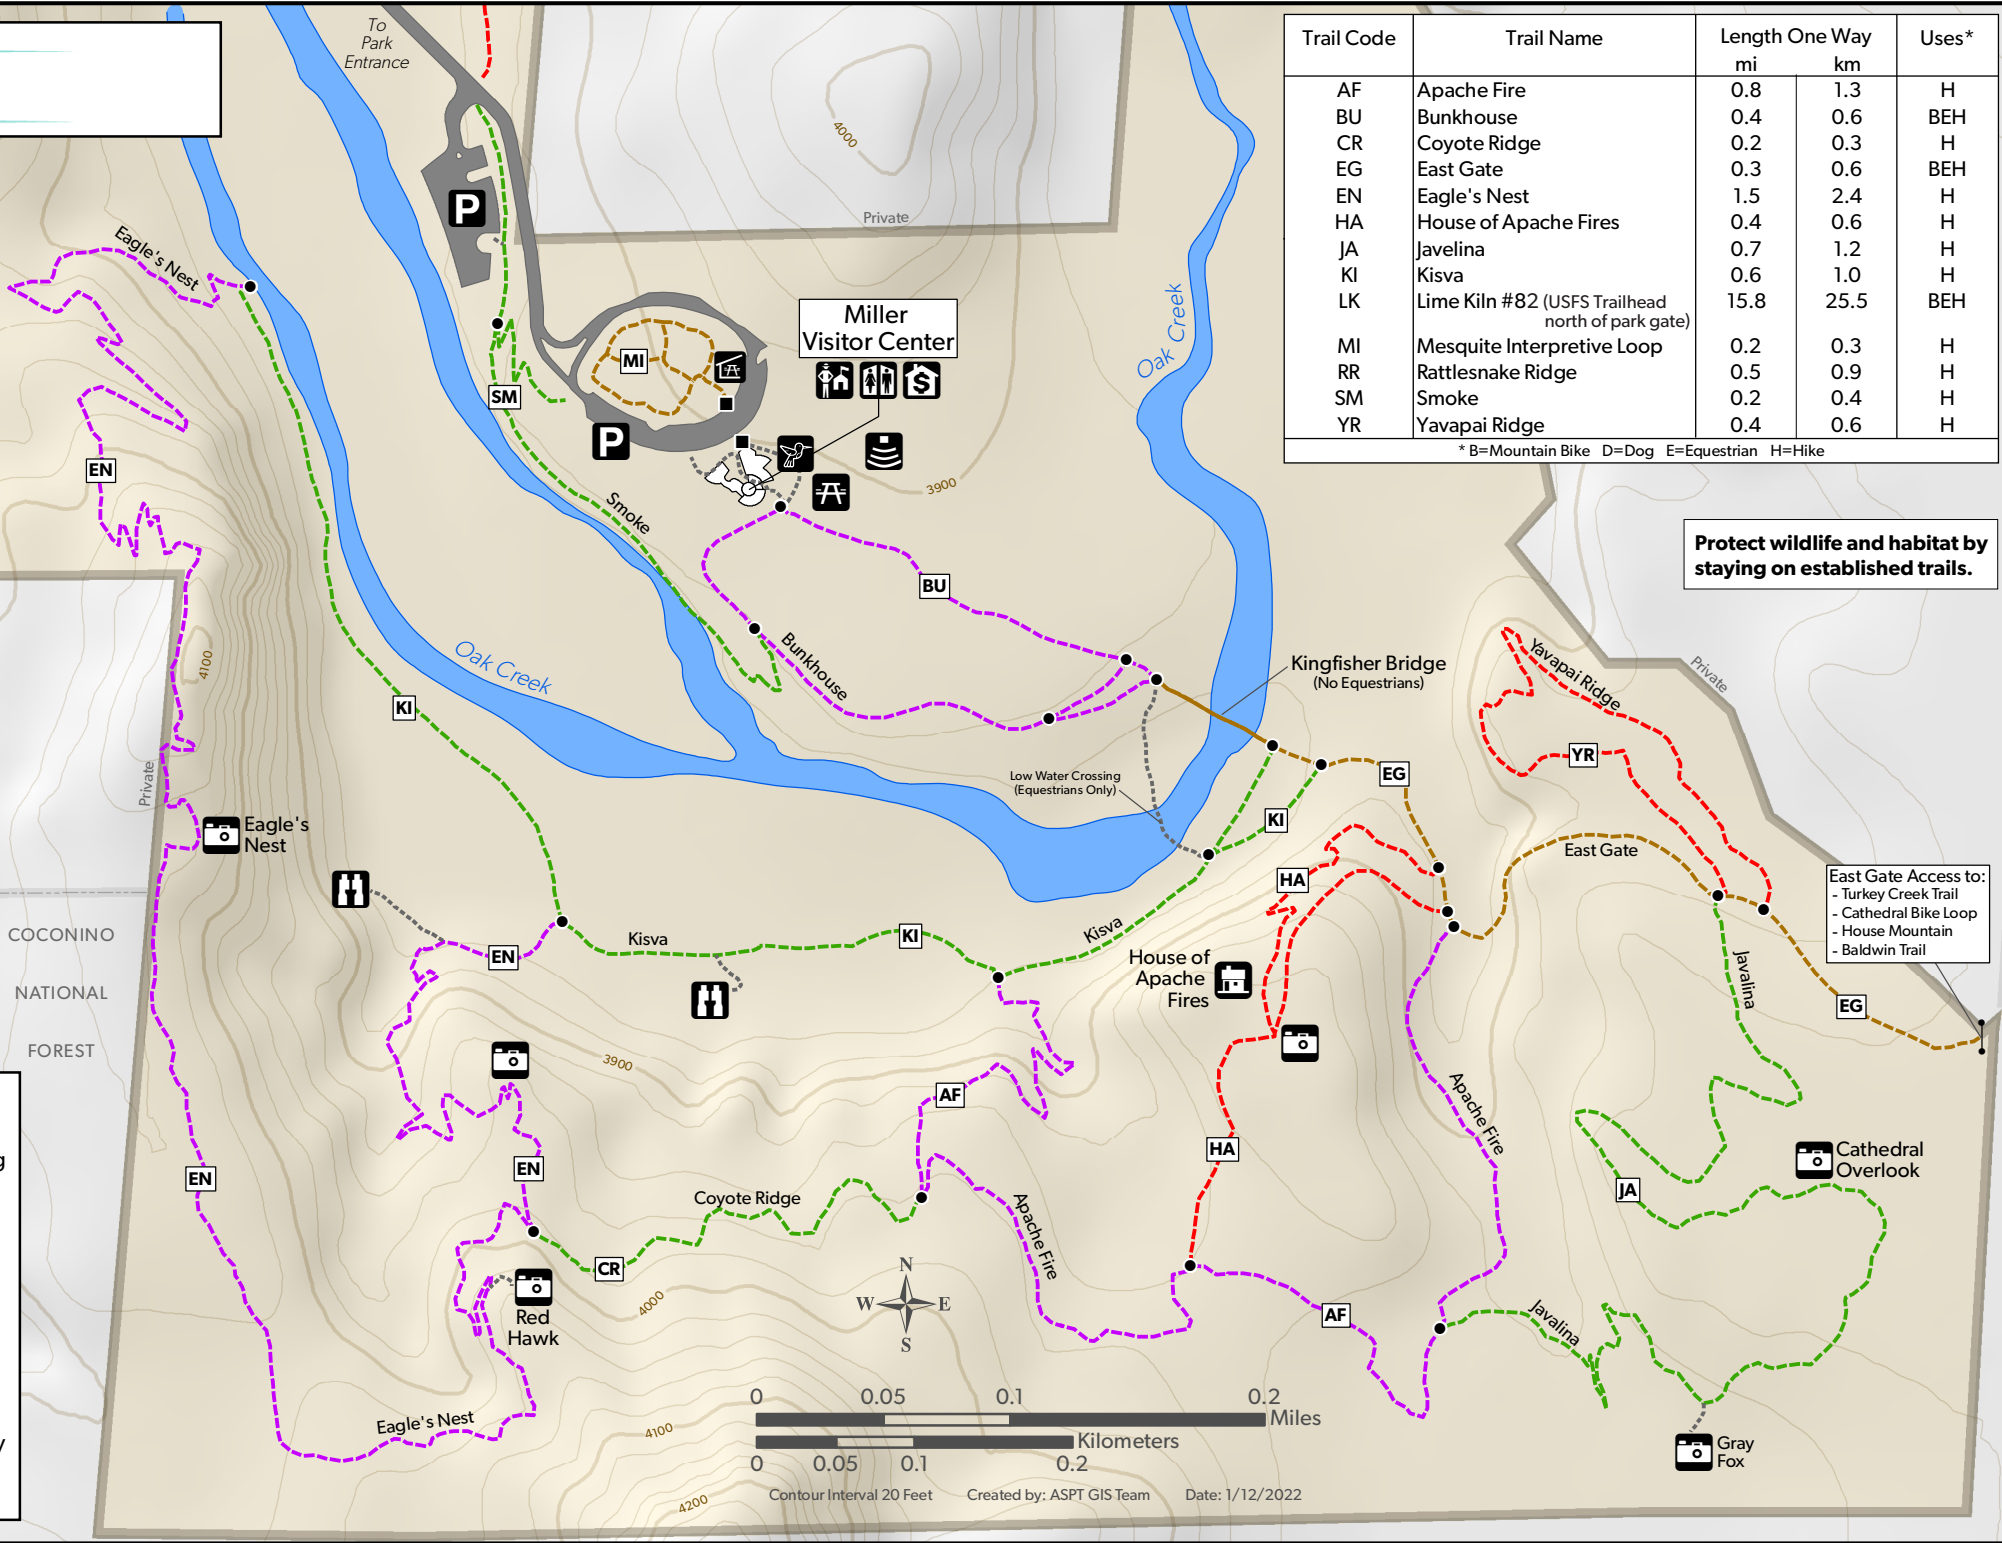 To
Park
Entrance
Trail Code Trail Name Length One Way Uses*
mi km
AF Apache Fire 0.8 1.3 H
BU Bunkhouse 0.4 0.6 BEH
CR Coyote Ridge 0.2 0.3 H
EG East Gate 0.3 0.6 BEH
EN Eagle's Nest 1.5 2.4 H
HA House of Apache Fires 0.4 0.6 H
JA Javelina 0.7 1.2 H
KI Kisva 0.6 1.0 H
LK Lime Kiln #82 (USFS Trailhead 15.8 25.5 BEH
north of park gate)
MI Mesquite Interpretive Loop 0.2 0.3 H
RR Rattlesnake Ridge 0.5 0.9 H
SM Smoke 0.2 0.4 H
YR Yavapai Ridge 0.4 0.6 H
* B=Mountain Bike D=Dog E=Equestrian H=Hike
4000
Private
P
Eagle's Nest
Oak Creek
Miller
Visitor Center
$
MI
SM
P
EN
3900
Smoke
Protect wildlife and habitat by
staying on established trails.
BU
4100
Oak Creek
Bunkhouse
Kingfisher Bridge
(No Equestrians)
Yavapai Ridge
Private
KI
YR
Private
Low Water Crossing
(Equestrians Only)
EG
KI
Eagle's
Nest
East Gate
HA
East Gate Access to:
- Turkey Creek Trail
- Cathedral Bike Loop
- House Mountain
- Baldwin Trail
COCONINO
NATIONAL
FOREST
EN
Kisva
KI
Kisva
House of
Apache
Fires
Javalina
EG
3900
AF
Apache Fire
HA
Cathedral
Overlook
g
EN
EN
Coyote Ridge
JA
Apache Fire
CR
N
W E
S
4000
Red
Hawk
AF
Javalina
Eagle's Nest
0 0.05 0.1 0.2
Miles
Kilometers
0 0.05 0.1 0.2
4100
Gray
Fox
y
4200
Contour Interval 20 Feet Created by: ASPT GIS Team Date: 1/12/2022